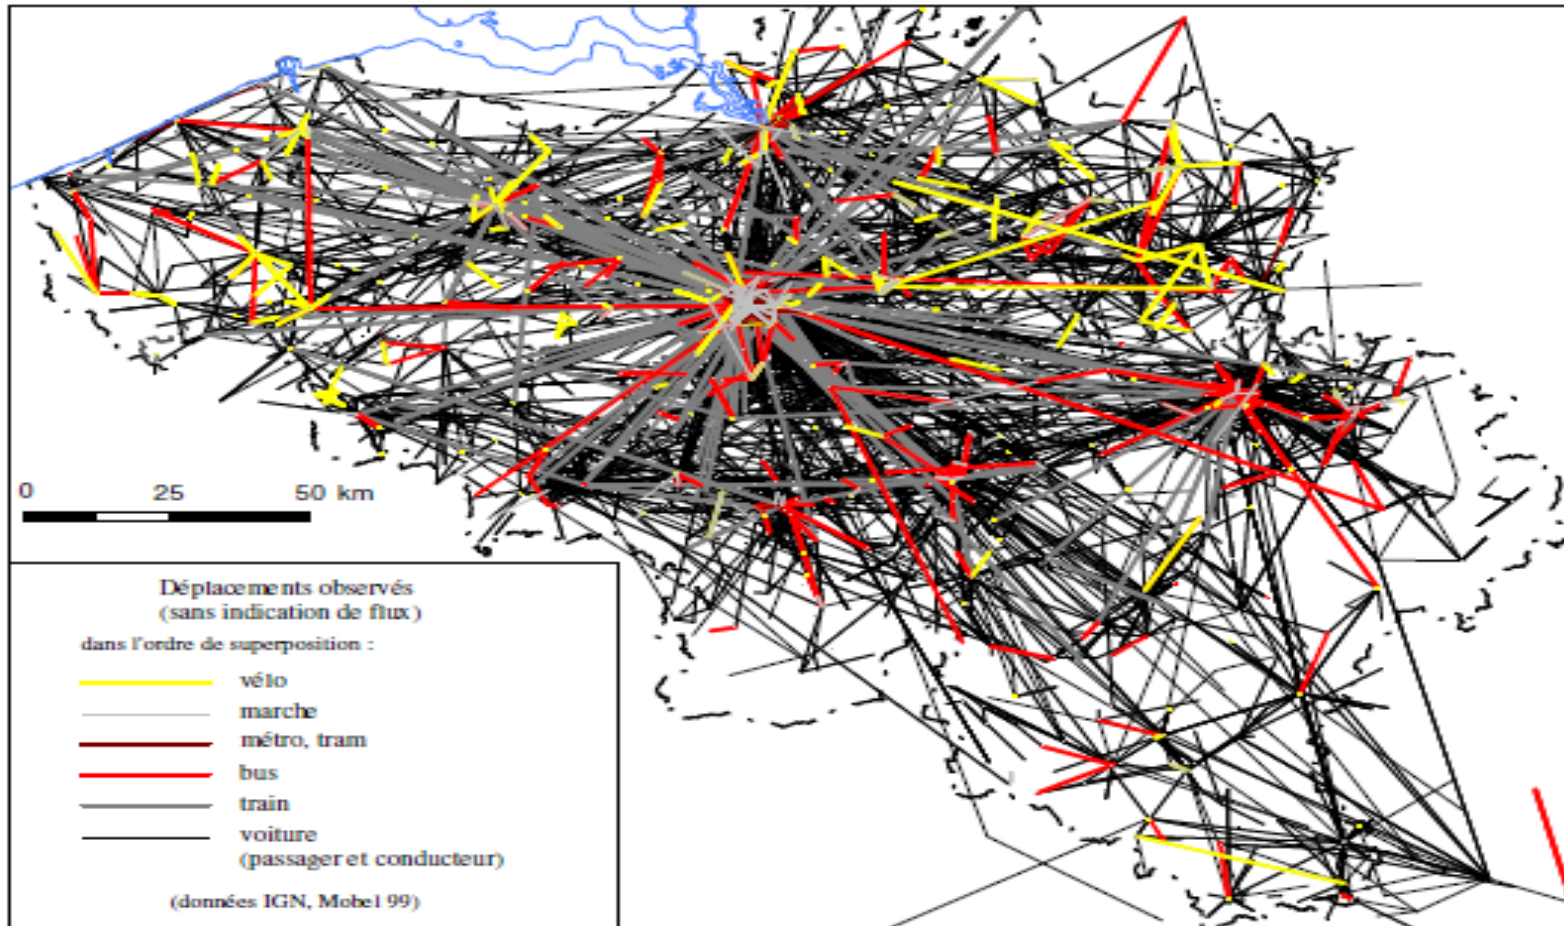 0 25 50 km
Déplacements observés
(sans indication de flux)
dans l'ordre de superposition :
vélo
marche
métro, tram
bus
train
voiture
(passager et conducteur)
(données IGN, Mobel 99)